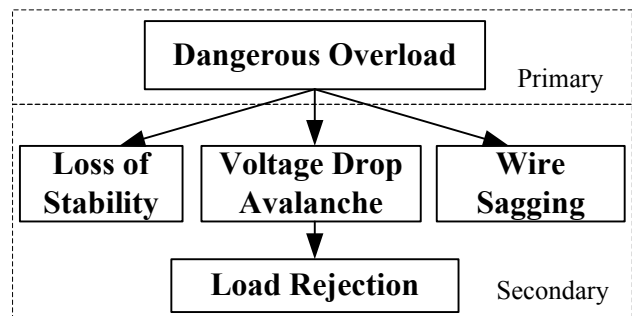 Dangerous Overload
Primary
Loss of
Stability
Voltage Drop
Avalanche
Wire
Sagging
Load Rejection
Secondary